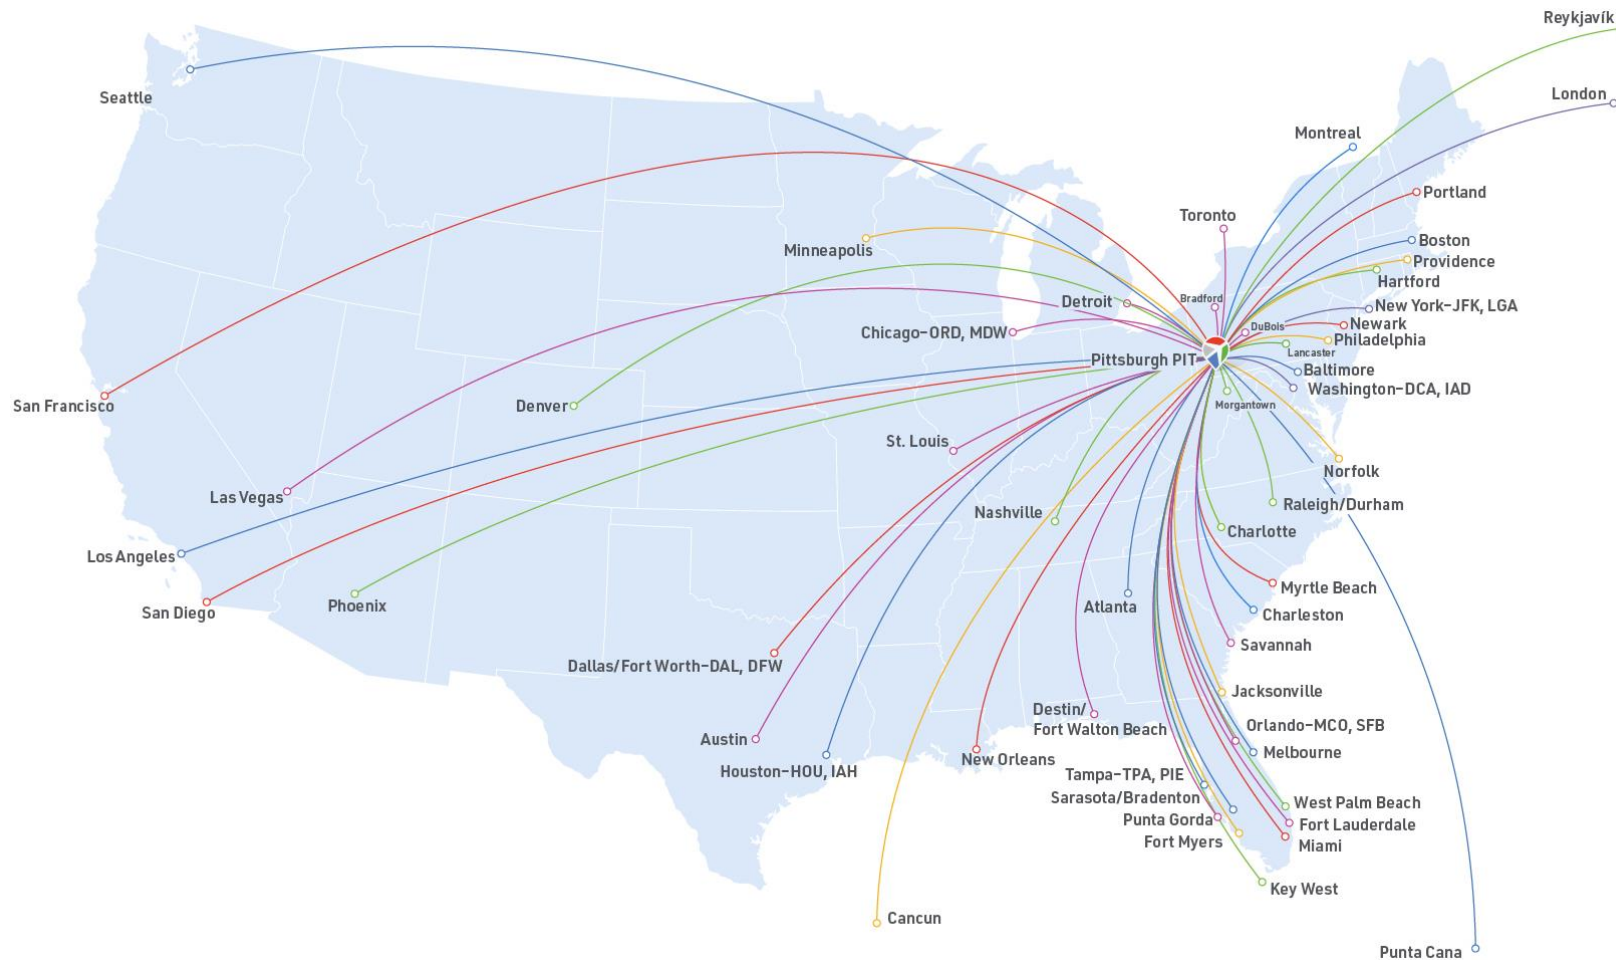 Reykjavík
London
Seattle
Montreal
Portland
Toronto
Boston
Minneapolis
Providence
Hartford
Detroit
Bradford
New York-JFK, LGA
Chicago-ORD, MDW
DuBois
Newark
Philadelphia
Lancaster
Pittsburgh PIT
Baltimore
Washington-DCA, IAD
San Francisco
Denver
Morgantown
St. Louis
Norfolk
Las Vegas
Nashville
Raleigh/Durham
Charlotte
Los Angeles
San Diego
Phoenix
Atlanta
Myrtle Beach
Charleston
Savannah
Dallas/Fort Worth-DAL, DFW
Jacksonville
Destin/
Fort Walton Beach
Orlando-MCO, SFB
Austin
Melbourne
Houston-HOU, IAH
New Orleans
Tampa-TPA, PIE
Sarasota/Bradenton
West Palm Beach
Punta Gorda
Fort Lauderdale
Fort Myers
Miami
Key West
Cancun
Punta Cana